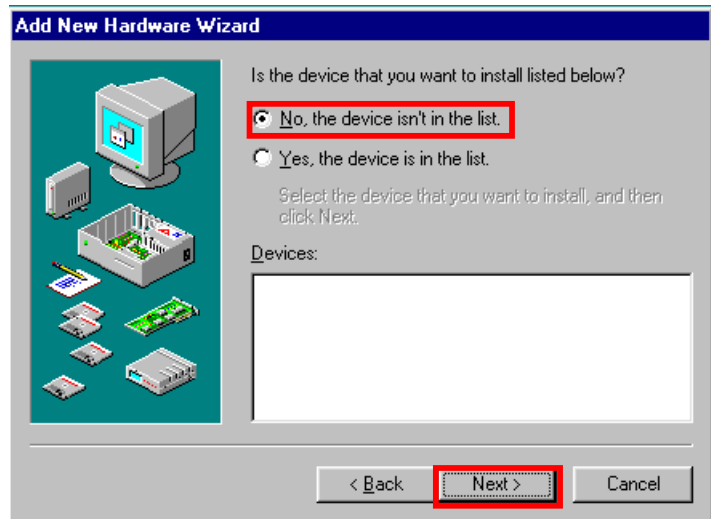 Add New Hardware Wizard
Is the device that you want to install listed below?
No, the device isn't in the list.
Yes, the device is in the list.
Select the device that you want to install, and then
click Next.
Devices:
< Back
Next >
Cancel